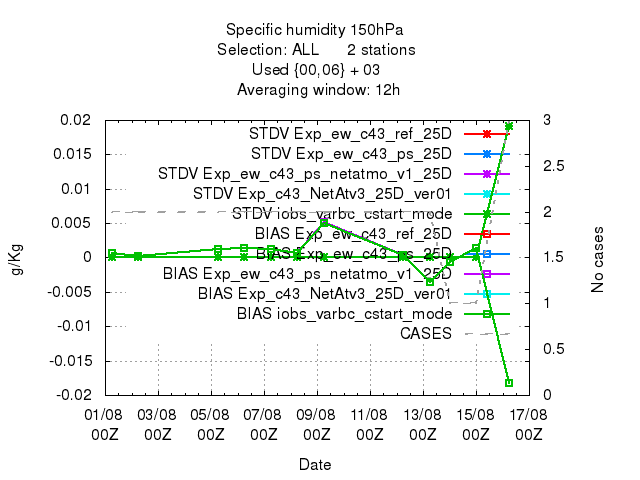 Specific humidity 150hPa
Selection: ALL 2 stations
Used {00,06} + 03
Averaging window: 12h
0.02
0.015
0.01
0.005
0
-0.005
-0.01
-0.015
-0.02
g/Kg
3
2.5
2
1.5
1
0.5
0
No cases
STDV Exp_ew_c43_ref_25D
STDV Exp_ew_c43_ps_25D
STDV Exp_ew_c43_ps_netatmo_v1_25D
STDV Exp_c43_NetAtv3_25D_ver01
STDV iobs_varbc_cstart_mode
BIAS Exp_ew_c43_ref_25D
BIAS Exp_ew_c43_ps_25D
BIAS Exp_ew_c43_ps_netatmo_v1_25D
BIAS Exp_c43_NetAtv3_25D_ver01
BIAS iobs_varbc_cstart_mode
CASES
01/08 03/08 05/08 07/08 09/08 11/08 13/08 15/08 17/08
00Z 00Z 00Z 00Z 00Z 00Z 00Z 00Z 00Z
Date